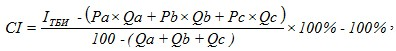 CI = (I_ТБИ - (Pa × Qa + Pb × Qb + Pc × Qc)) / (100 - (Qa + Qb + Qc)) × 100% - 100% ,